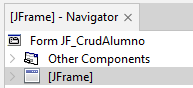 [JFrame] - Navigator ×
Form JF_CrudAlumno
Other Components
[JFrame]